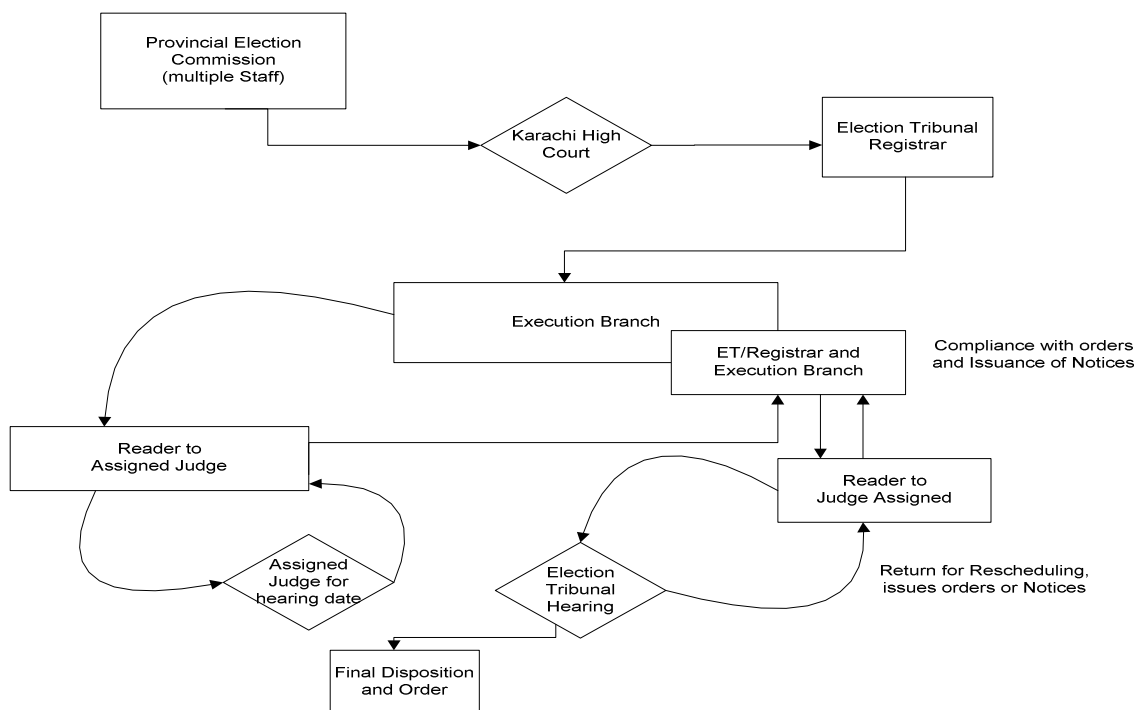 Provincial Election
Commission
(multiple Staff)
Karachi High
Court
Election Tribunal
Registrar
Execution Branch
ET/Registrar and
Execution Branch
Compliance with orders
and Issuance of Notices
Reader to
Assigned Judge
Reader to
Judge Assigned
Assigned
Judge for
hearing date
Election
Tribunal
Hearing
Return for Rescheduling,
issues orders or Notices
Final Disposition
and Order